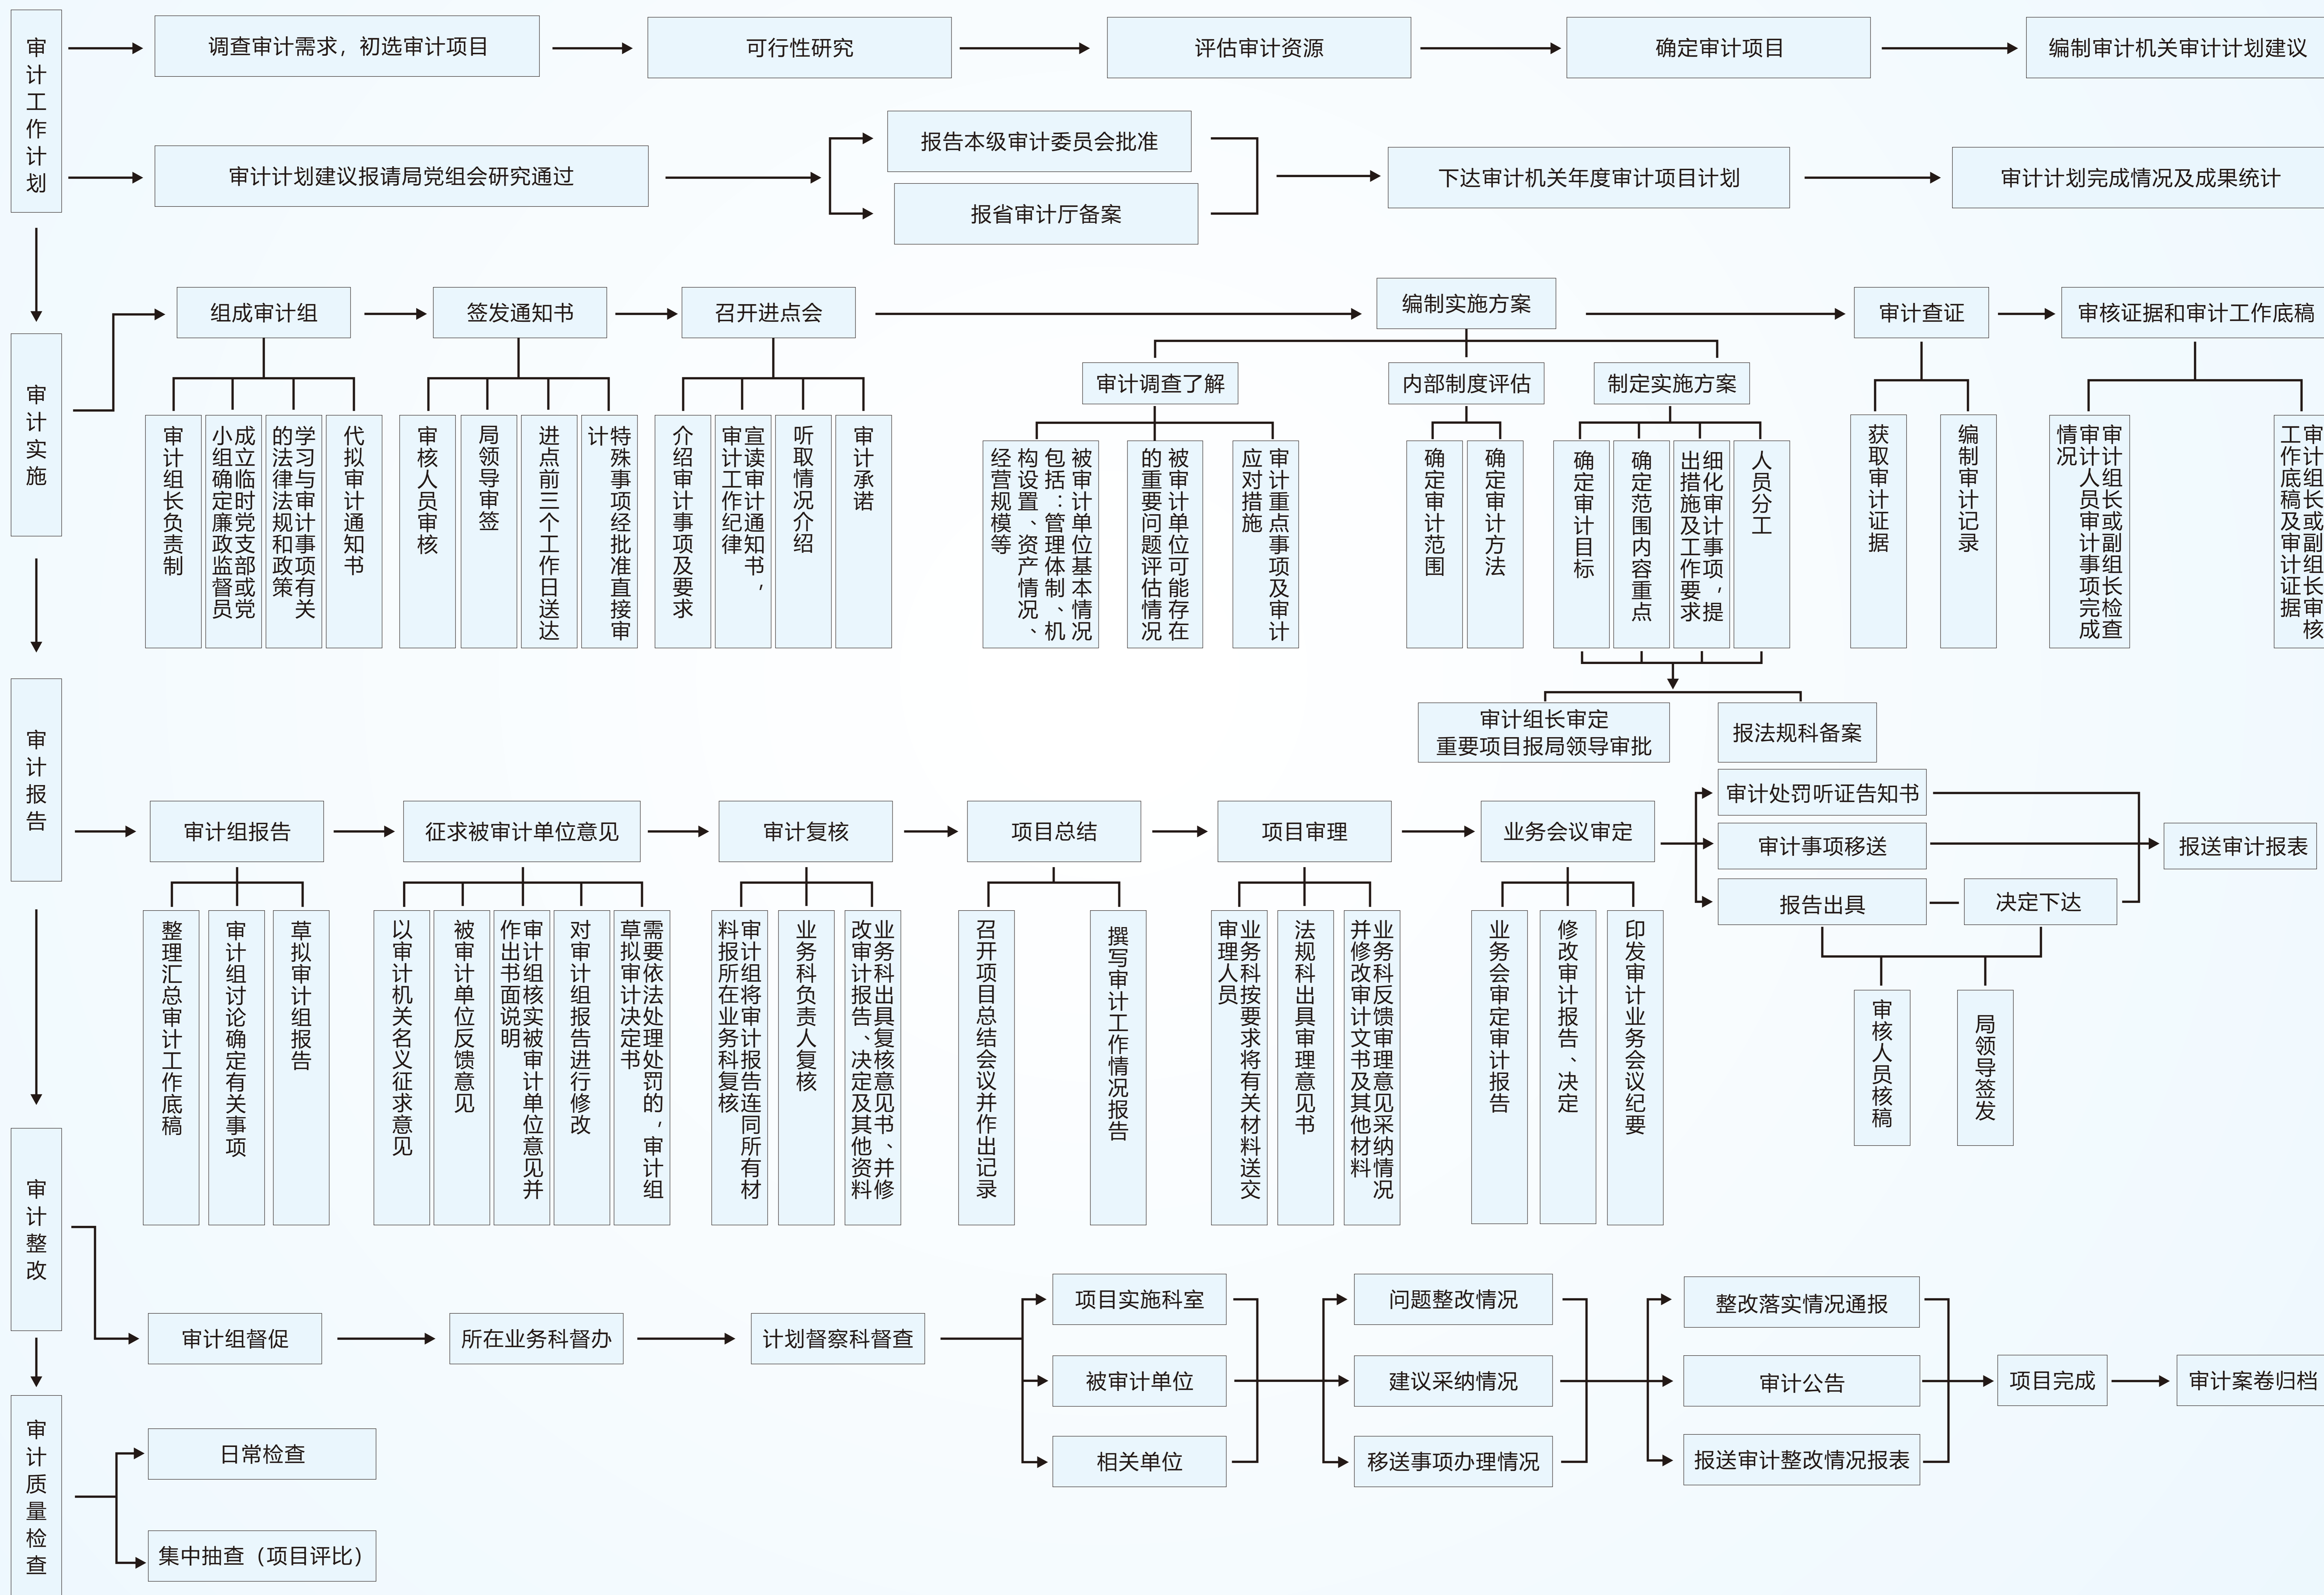 审计工作计划
调查审计需求，初选审计项目
可行性研究
评估审计资源
确定审计项目
编制审计机关审计计划建议
审计计划建议报请局党组会研究通过
报告本级审计委员会批准
报省审计厅备案
下达审计机关年度审计项目计划
审计计划完成情况及成果统计
审计实施
组成审计组
签发通知书
召开进点会
编制实施方案
审计查证
审核证据和审计工作底稿
审计调查了解
内部制度评估
制定实施方案
审计组长负责制
成立临时党支部或党
小组确定廉政监督员
学习与审计事项有关
的法律法规和政策
代拟审计通知书
审核人员审核
局领导审签
进点前三个工作日送达
特殊事项经批准直接审
计
介绍审计事项及要求
宣读审计通知书，
审计工作纪律
听取情况介绍
审计承诺
被审计单位基本情况
包括：管理体制、机
构设置、资产情况、
经营规模等
被审计单位可能存在
的重要问题评估情况
审计重点事项及审计
应对措施
确定审计范围
确定审计方法
确定审计目标
确定范围内容重点
细化审计事项，提
出措施及工作要求
人员分工
获取审计证据
编制审计记录
审计组长或副组长检查
审计人员审计事项完成
情况
审计组长或副组长审核
工作底稿及审计证据
审计组长审定
重要项目报局领导审批
报法规科备案
审计报告
审计组报告
征求被审计单位意见
审计复核
项目总结
项目审理
业务会议审定
审计处罚听证告知书
审计事项移送
报告出具
决定下达
报送审计报表
整理汇总审计工作底稿
审计组讨论确定有关事项
草拟审计组报告
以审计机关名义征求意见
被审计单位反馈意见
审计组核实被审计单位意见并
作出书面说明
对审计组报告进行修改
需要依法处理处罚的，审计组
草拟审计决定书
审计组将审计报告连同所有材
料报所在业务科复核
业务科负责人复核
业务科出具复核意见书、并修
改审计报告、决定及其他资料
召开项目总结会议并作出记录
撰写审计工作情况报告
业务科按要求将有关材料送交
审理人员
法规科出具审理意见书
业务科反馈审理意见采纳情况
并修改审计文书及其他材料
业务会审定审计报告
修改审计报告、决定
印发审计业务会议纪要
审核人员核稿
局领导签发
审计整改
审计组督促
所在业务科督办
计划督察科督查
项目实施科室
被审计单位
相关单位
问题整改情况
建议采纳情况
移送事项办理情况
整改落实情况通报
审计公告
报送审计整改情况报表
项目完成
审计案卷归档
审计质量检查
日常检查
集中抽查（项目评比）